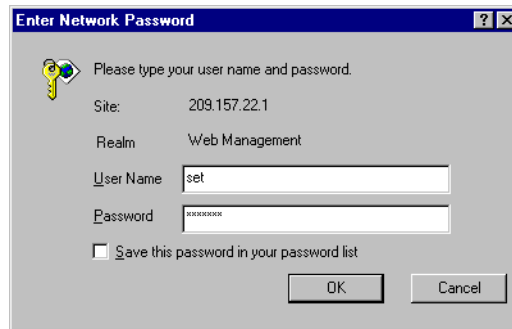 Enter Network Password
Please type your user name and password.
Site: 209.157.22.1
Realm Web Management
User Name set
Password *******
Save this password in your password list
OK Cancel